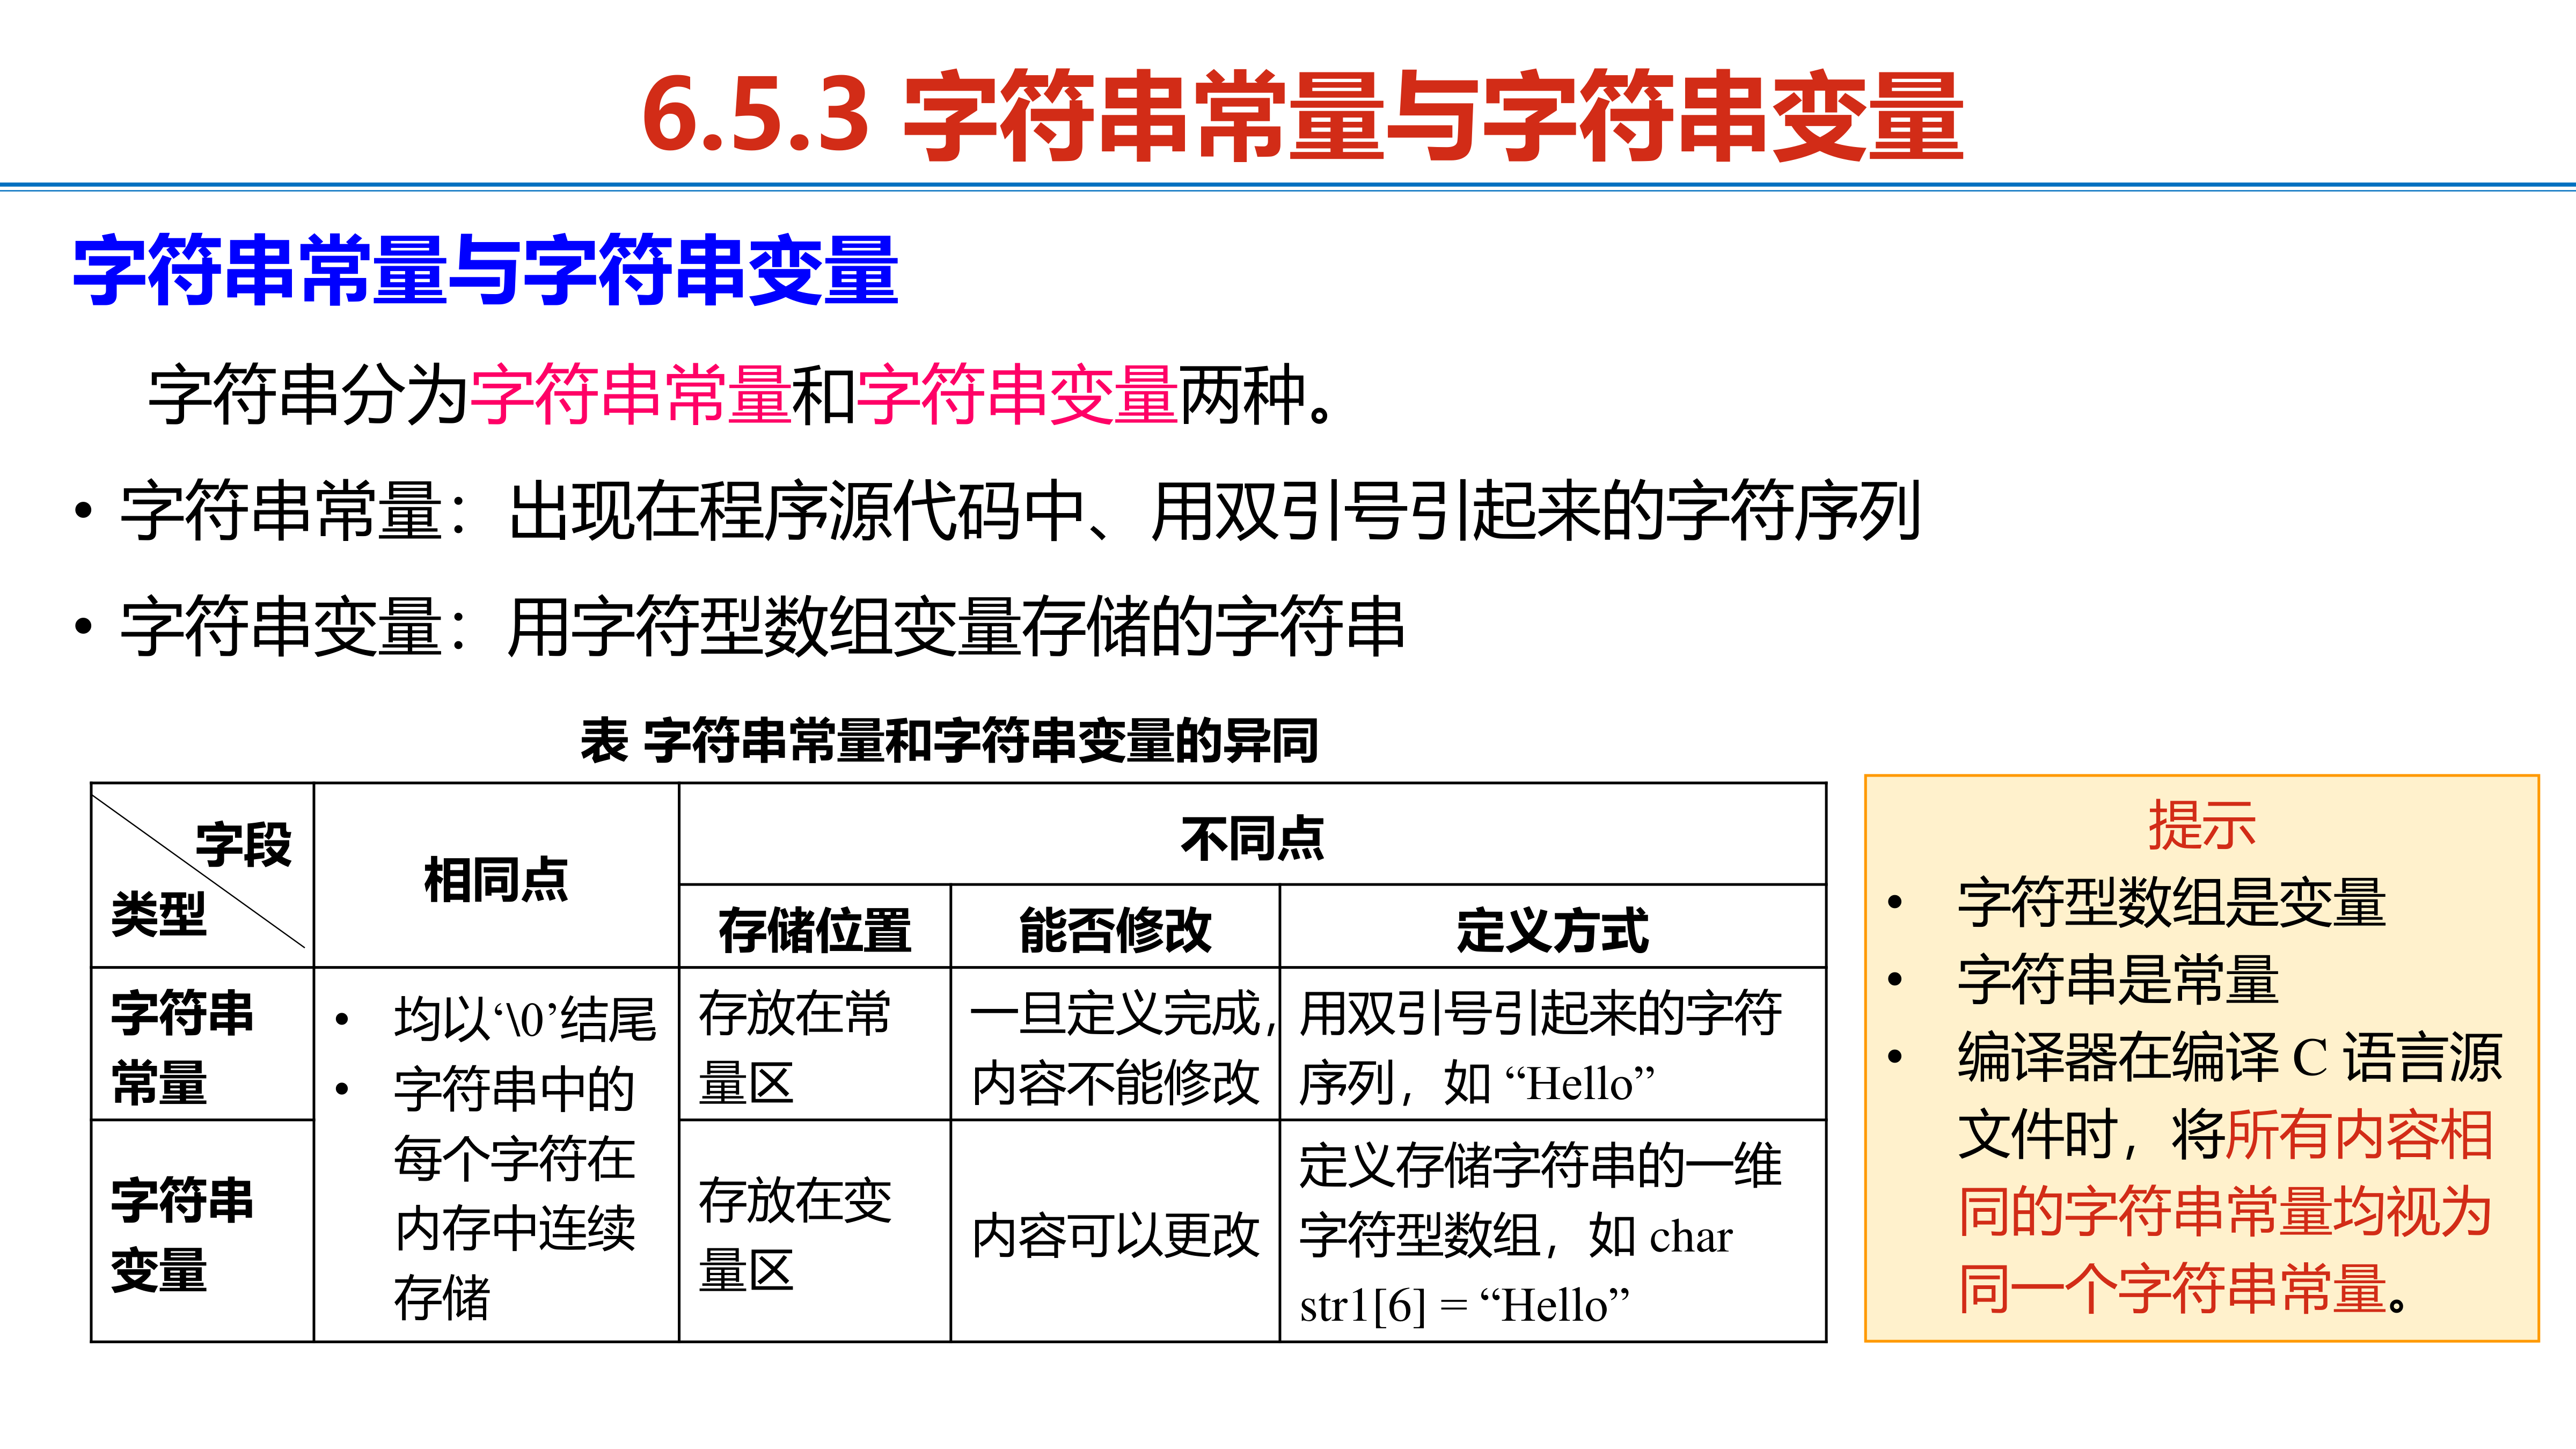 6.5.3 字符串常量与字符串变量
字符串常量与字符串变量
字符串分为字符串常量和字符串变量两种。
• 字符串常量：出现在程序源代码中、用双引号引起来的字符序列
• 字符串变量：用字符型数组变量存储的字符串
表 字符串常量和字符串变量的异同
字段
类型
相同点
不同点
存储位置
能否修改
定义方式
字符串
常量
• 均以‘\0’结尾
• 字符串中的
每个字符在
内存中连续
存储
存放在常
量区
一旦定义完成，
内容不能修改
用双引号引起来的字符
序列，如 “Hello”
字符串
变量
存放在变
量区
内容可以更改
定义存储字符串的一维
字符型数组，如 char
str1[6] = “Hello”
提示
• 字符型数组是变量
• 字符串是常量
• 编译器在编译 C 语言源
文件时，将所有内容相
同的字符串常量均视为
同一个字符串常量。